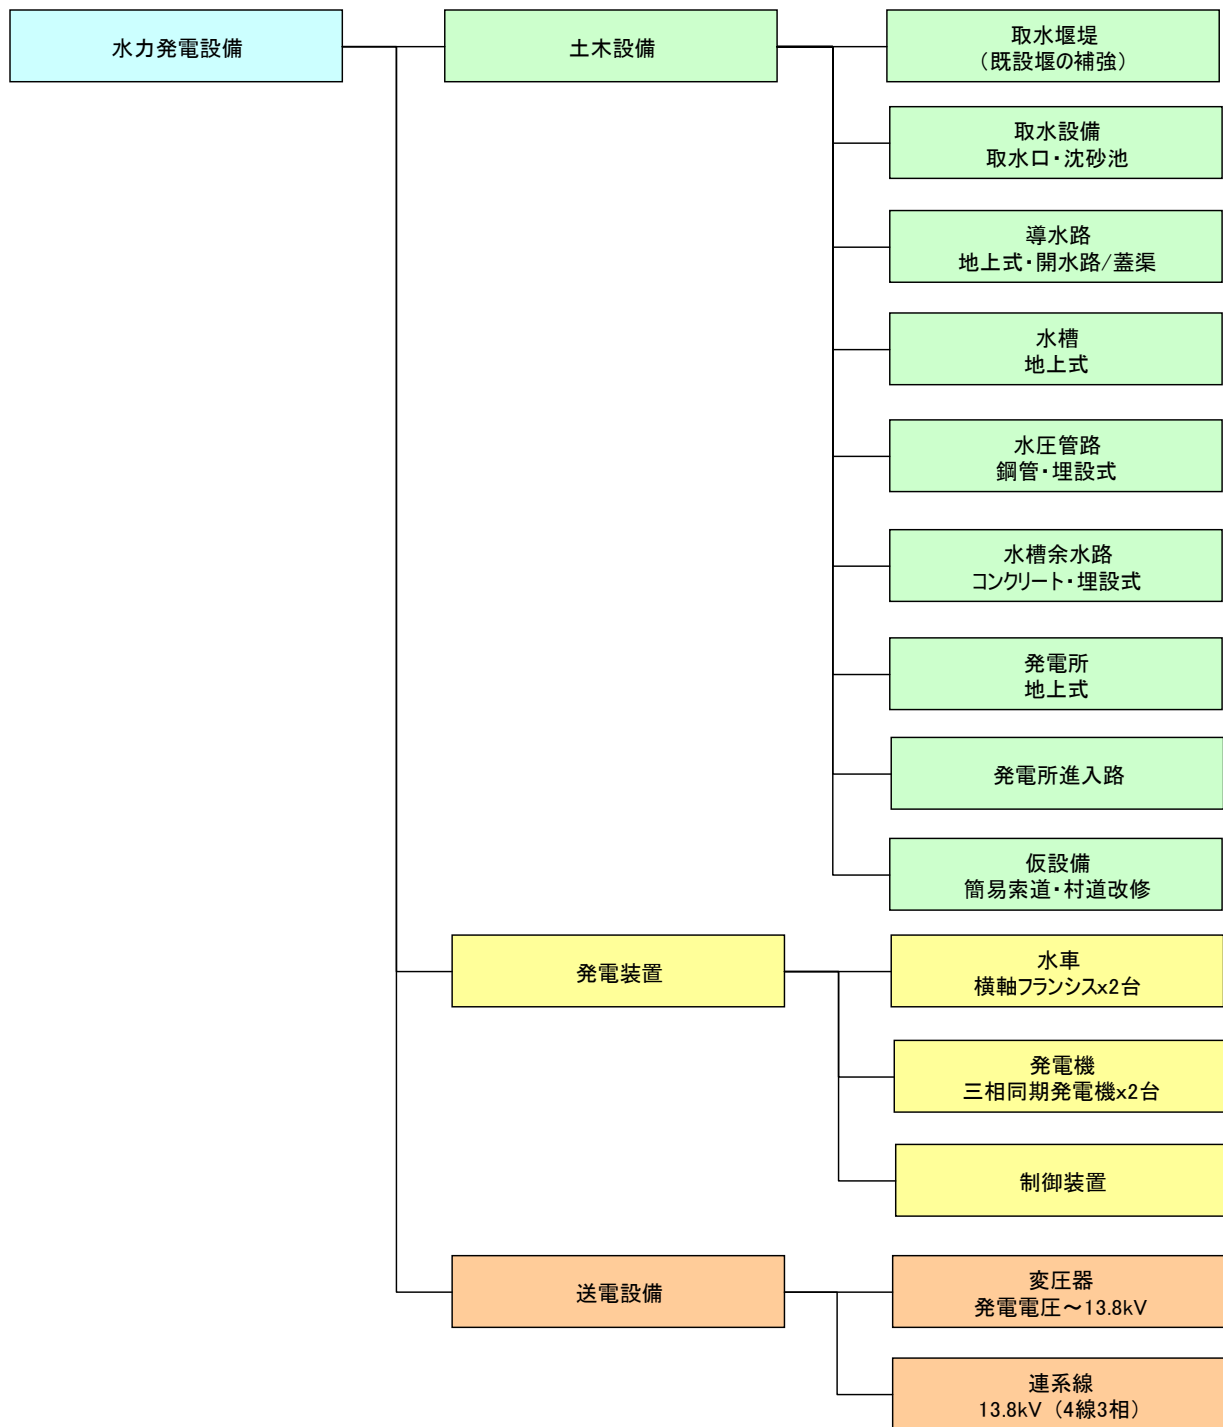 水力発電設備
土木設備
取水堰堤
（既設堰の補強）
取水設備
取水口・沈砂池
導水路
地上式・開水路/蓋渠
水槽
地上式
水圧管路
鋼管・埋設式
水槽余水路
コンクリート・埋設式
発電所
地上式
発電所進入路
仮設備
簡易索道・村道改修
発電装置
水車
横軸フランシスx2台
発電機
三相同期発電機x2台
制御装置
送電設備
変圧器
発電電圧～13.8kV
連系線
13.8kV（4線3相）